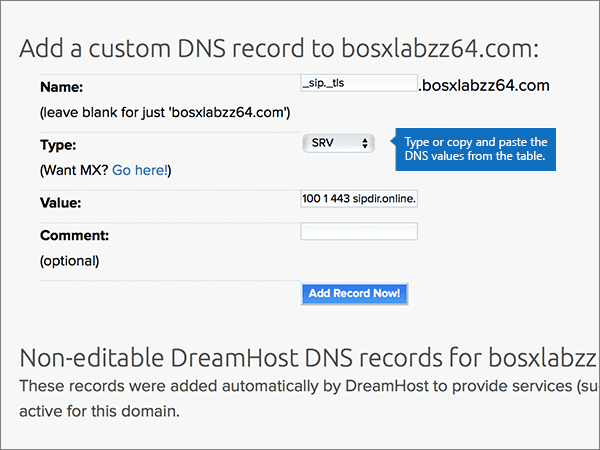 Add a custom DNS record to bosxlabzz64.com:
Name:
_sip._tls
.bosxlabzz64.com
(leave blank for just 'bosxlabzz64.com')
Type:
SRV
Type or copy and paste the
DNS values from the table.
(Want MX? Go here!)
Value:
100 1 443 sipdir.online.
Comment:
(optional)
Add Record Now!
Non-editable DreamHost DNS records for bosxlabzz
These records were added automatically by DreamHost to provide services (su
active for this domain.